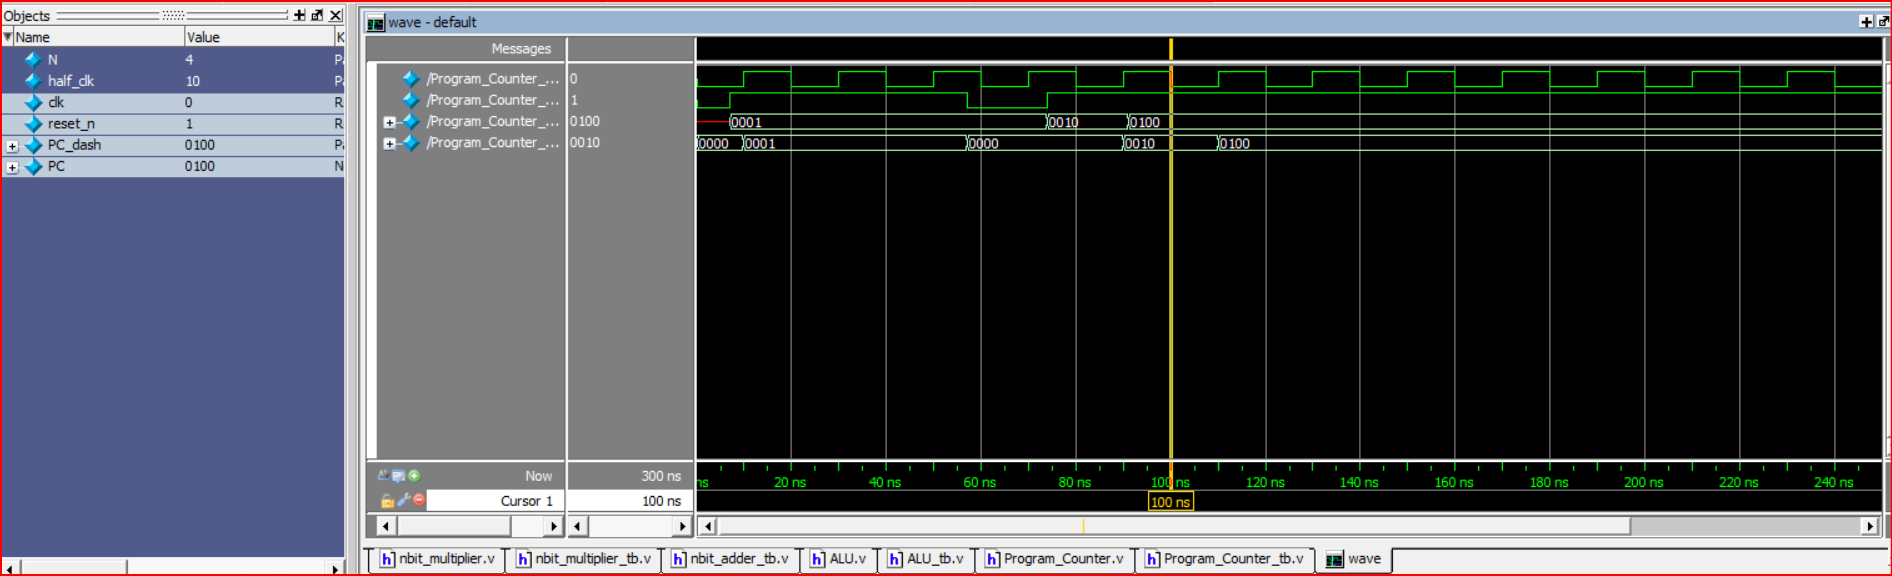 Objects
Name Value K
N 4 P
half_clk 10 P
clk 0 R
reset_n 1 R
PC_dash 0100 P
PC 0100 N
wave - default
Messages
/Program_Counter_... 0
/Program_Counter_... 1
/Program_Counter_... 0100 0001 0010 0100
/Program_Counter_... 0010 0000 0001 0000 0010 0100
Now 300 ns ns 20 ns 40 ns 60 ns 80 ns 100 ns 120 ns 140 ns 160 ns 180 ns 200 ns 220 ns 240 ns
Cursor 1 100 ns 100 ns
nbit_multiplier.v nbit_multiplier_tb.v nbit_adder_tb.v ALU.v ALU_tb.v Program_Counter.v Program_Counter_tb.v wave